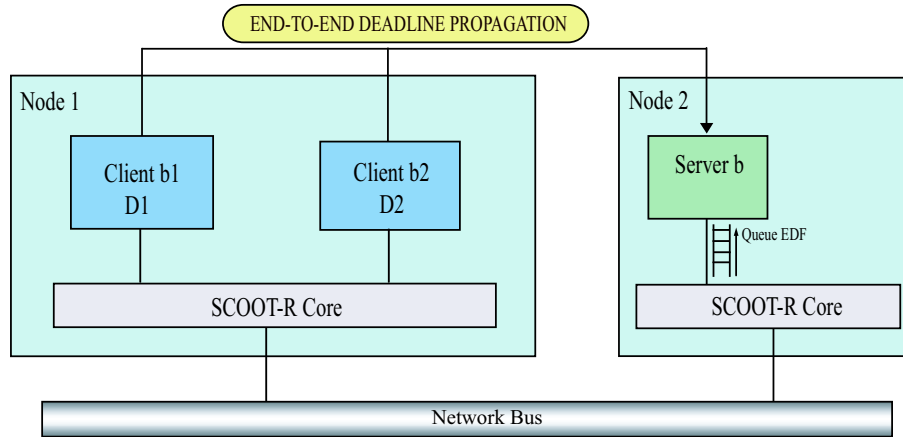 END-TO-END DEADLINE PROPAGATION
Node 1
Node 2
Client b1
D1
Client b2
D2
Server b
Queue EDF
SCOOT-R Core
SCOOT-R Core
Network Bus